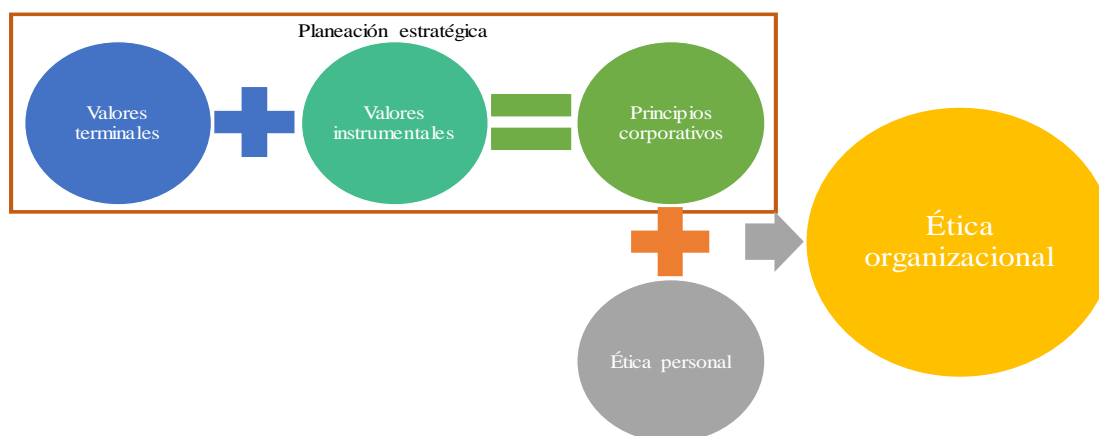 Planeación estratégica
Valores
terminales
Valores
instrumentales
Principios
corporativos
Ética
organizacional
Ética personal